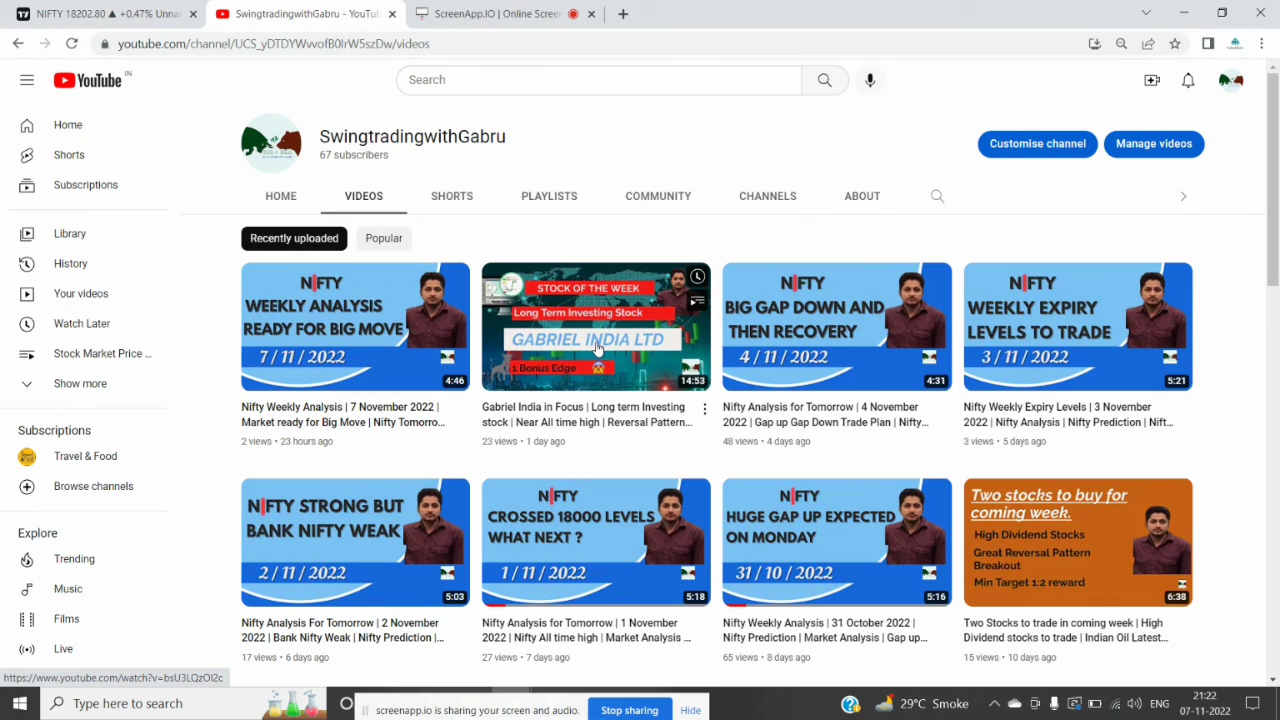 NIFTY 18202.80 ▲ +0.47% Unna
SwingtradingwithGabru - YouTu
ScreenApp.IO | Online Scree
youtube.com/channel/UCS_yDTDYWvvofB0IrW5szDw/videos
YouTube IN
Search
Home
Shorts
Subscriptions
Library
History
Your videos
Watch Later
Stock Market Price ...
Show more
Subscriptions
Travel & Food
Browse channels
Explore
Trending
Music
Films
Live
SwingtradingwithGabru
67 subscribers
Customise channel
Manage videos
HOME VIDEOS SHORTS PLAYLISTS COMMUNITY CHANNELS ABOUT
Recently uploaded Popular
NIFTY
WEEKLY ANALYSIS
READY FOR BIG MOVE
7/11/2022
4:46
Nifty Weekly Analysis | 7 November 2022 |
Market ready for Big Move | Nifty Tomorro...
2 views • 23 hours ago
STOCK OF THE WEEK
Long Term Investing Stock
GABRIEL INDIA LTD
1 Bonus Edge
14:53
Gabriel India in Focus | Long term Investing
stock | Near All time high | Reversal Pattern...
23 views • 1 day ago
NIFTY
BIG GAP DOWN AND
THEN RECOVERY
4/11/2022
4:31
Nifty Analysis for Tomorrow | 4 November
2022 | Gap up Gap Down Trade Plan | Nifty...
48 views • 4 days ago
NIFTY
WEEKLY EXPIRY
LEVELS TO TRADE
3/11/2022
5:21
Nifty Weekly Expiry Levels | 3 November
2022 | Nifty Analysis | Nifty Prediction | Nift...
3 views • 5 days ago
NIFTY STRONG BUT
BANK NIFTY WEAK
2/11/2022
5:03
Nifty Analysis For Tomorrow | 2 November
2022 | Bank Nifty Weak | Nifty Prediction |...
17 views • 6 days ago
NIFTY
CROSSED 18000 LEVELS
WHAT NEXT ?
1/11/2022
5:18
Nifty Analysis for Tomorrow | 1 November
2022 | Nifty All time high | Market Analysis ...
27 views • 7 days ago
NIFTY
HUGE GAP UP EXPECTED
ON MONDAY
31/10/2022
5:16
Nifty Weekly Analysis | 31 October 2022 |
Nifty Prediction | Market Analysis | Gap up...
65 views • 8 days ago
Two stocks to buy for
coming week.
High Dividend Stocks
Great Reversal Pattern
Breakout
Min Target 1:2 reward
6:38
Two Stocks to trade in coming week | High
Dividend stocks to trade | Indian Oil Latest...
15 views • 10 days ago
https://www.youtube.com/watch?v=bsU3LQzOl2c
Type here to search
screenapp.io is sharing your screen and audio.
Stop sharing
Hide
29°C Smoke
ENG
21:22
07-11-2022